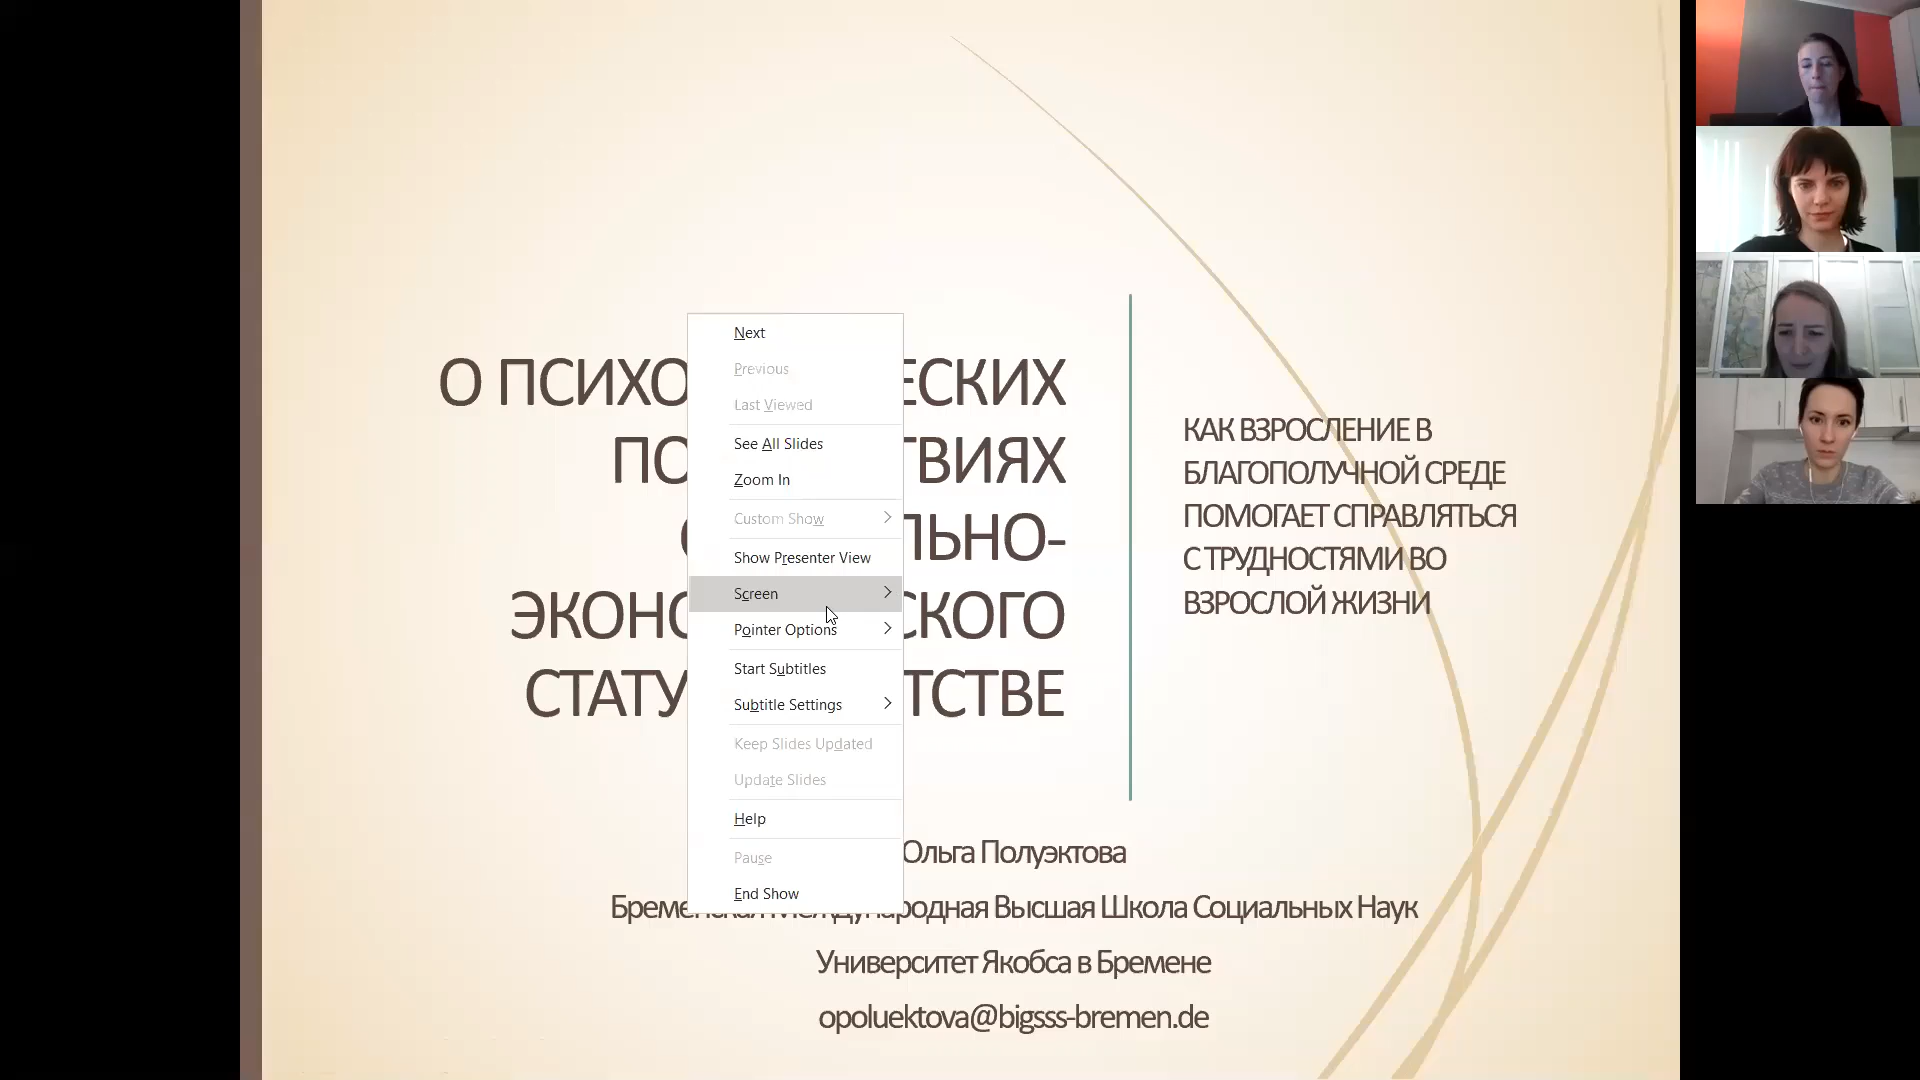 О ПСИХО ЕСКИХ
ПО ТВИЯХ
ЛЬНО-
ЭКОНО СКОГО
СТАТУ ТСТВЕ
КАК ВЗРОСЛЕНИЕ В
БЛАГОПОЛУЧНОЙ СРЕДЕ
ПОМОГАЕТ СПРАВЛЯТЬСЯ
С ТРУДНОСТЯМИ ВО
ВЗРОСЛОЙ ЖИЗНИ
Next
Previous
Last Viewed
See All Slides
Zoom In
Custom Show
Show Presenter View
Screen
Pointer Options
Start Subtitles
Subtitle Settings
Keep Slides Updated
Update Slides
Help
Pause
End Show
Ольга Полуэктова
Бременская Международная Высшая Школа Социальных Наук
Университет Якобса в Бремене
opoluektova@bigsss-bremen.de